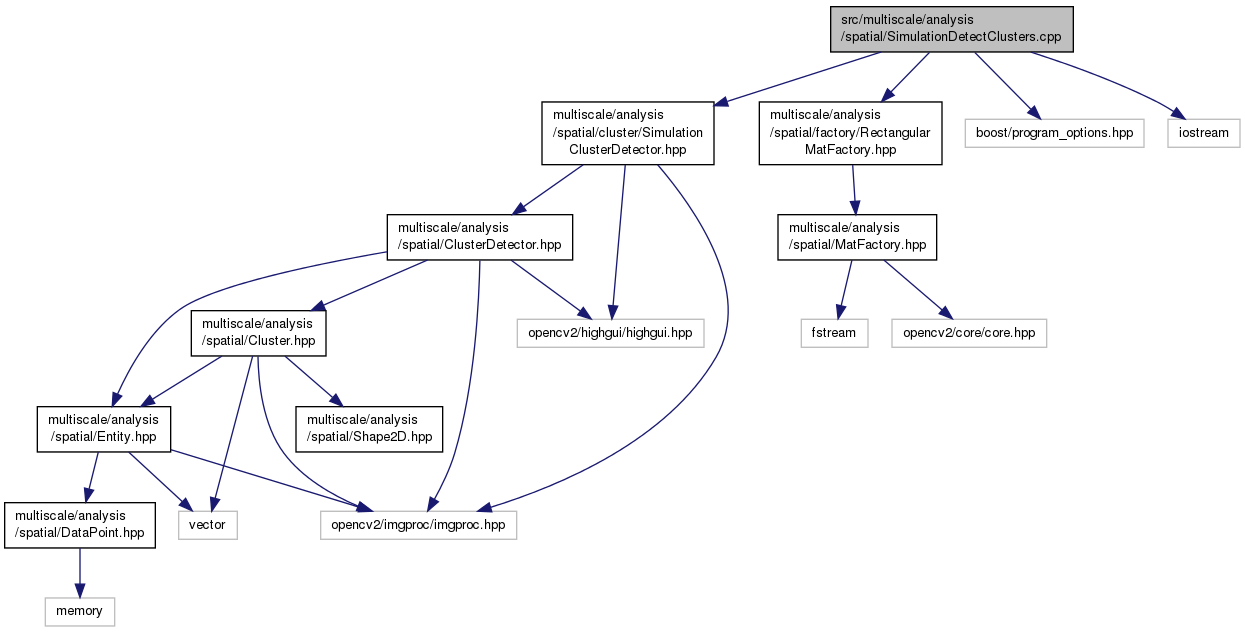 src/multiscale/analysis
/spatial/SimulationDetectClusters.cpp
multiscale/analysis
/spatial/cluster/Simulation
ClusterDetector.hpp
multiscale/analysis
/spatial/factory/Rectangular
MatFactory.hpp
boost/program_options.hpp
iostream
multiscale/analysis
/spatial/ClusterDetector.hpp
multiscale/analysis
/spatial/MatFactory.hpp
multiscale/analysis
/spatial/Cluster.hpp
opencv2/highgui/highgui.hpp
fstream
opencv2/core/core.hpp
multiscale/analysis
/spatial/Entity.hpp
multiscale/analysis
/spatial/Shape2D.hpp
multiscale/analysis
/spatial/DataPoint.hpp
vector
opencv2/imgproc/imgproc.hpp
memory